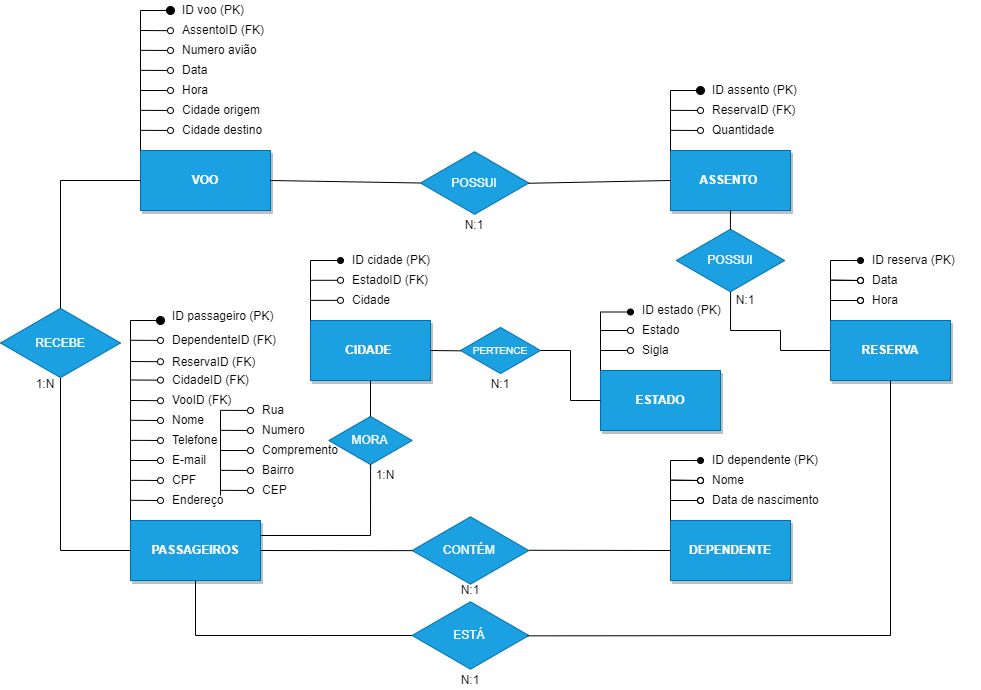 ID voo (PK)
AssentoID (FK)
Numero avião
Data
Hora
Cidade origem
Cidade destino
VOO
POSSUI
N:1
ID assento (PK)
ReservaID (FK)
Quantidade
ASSENTO
POSSUI
N:1
ID reserva (PK)
Data
Hora
RESERVA
ID cidade (PK)
EstadoID (FK)
Cidade
CIDADE
PERTENCE
N:1
ID estado (PK)
Estado
Sigla
ESTADO
RECEBE
1:N
ID passageiro (PK)
DependenteID (FK)
ReservaID (FK)
CidadeID (FK)
VooID (FK)
Nome
Telefone
E-mail
CPF
Endereço
Rua
Numero
Compremento
Bairro
CEP
PASSAGEIROS
MORA
1:N
CONTÉM
N:1
ID dependente (PK)
Nome
Data de nascimento
DEPENDENTE
ESTÁ
N:1